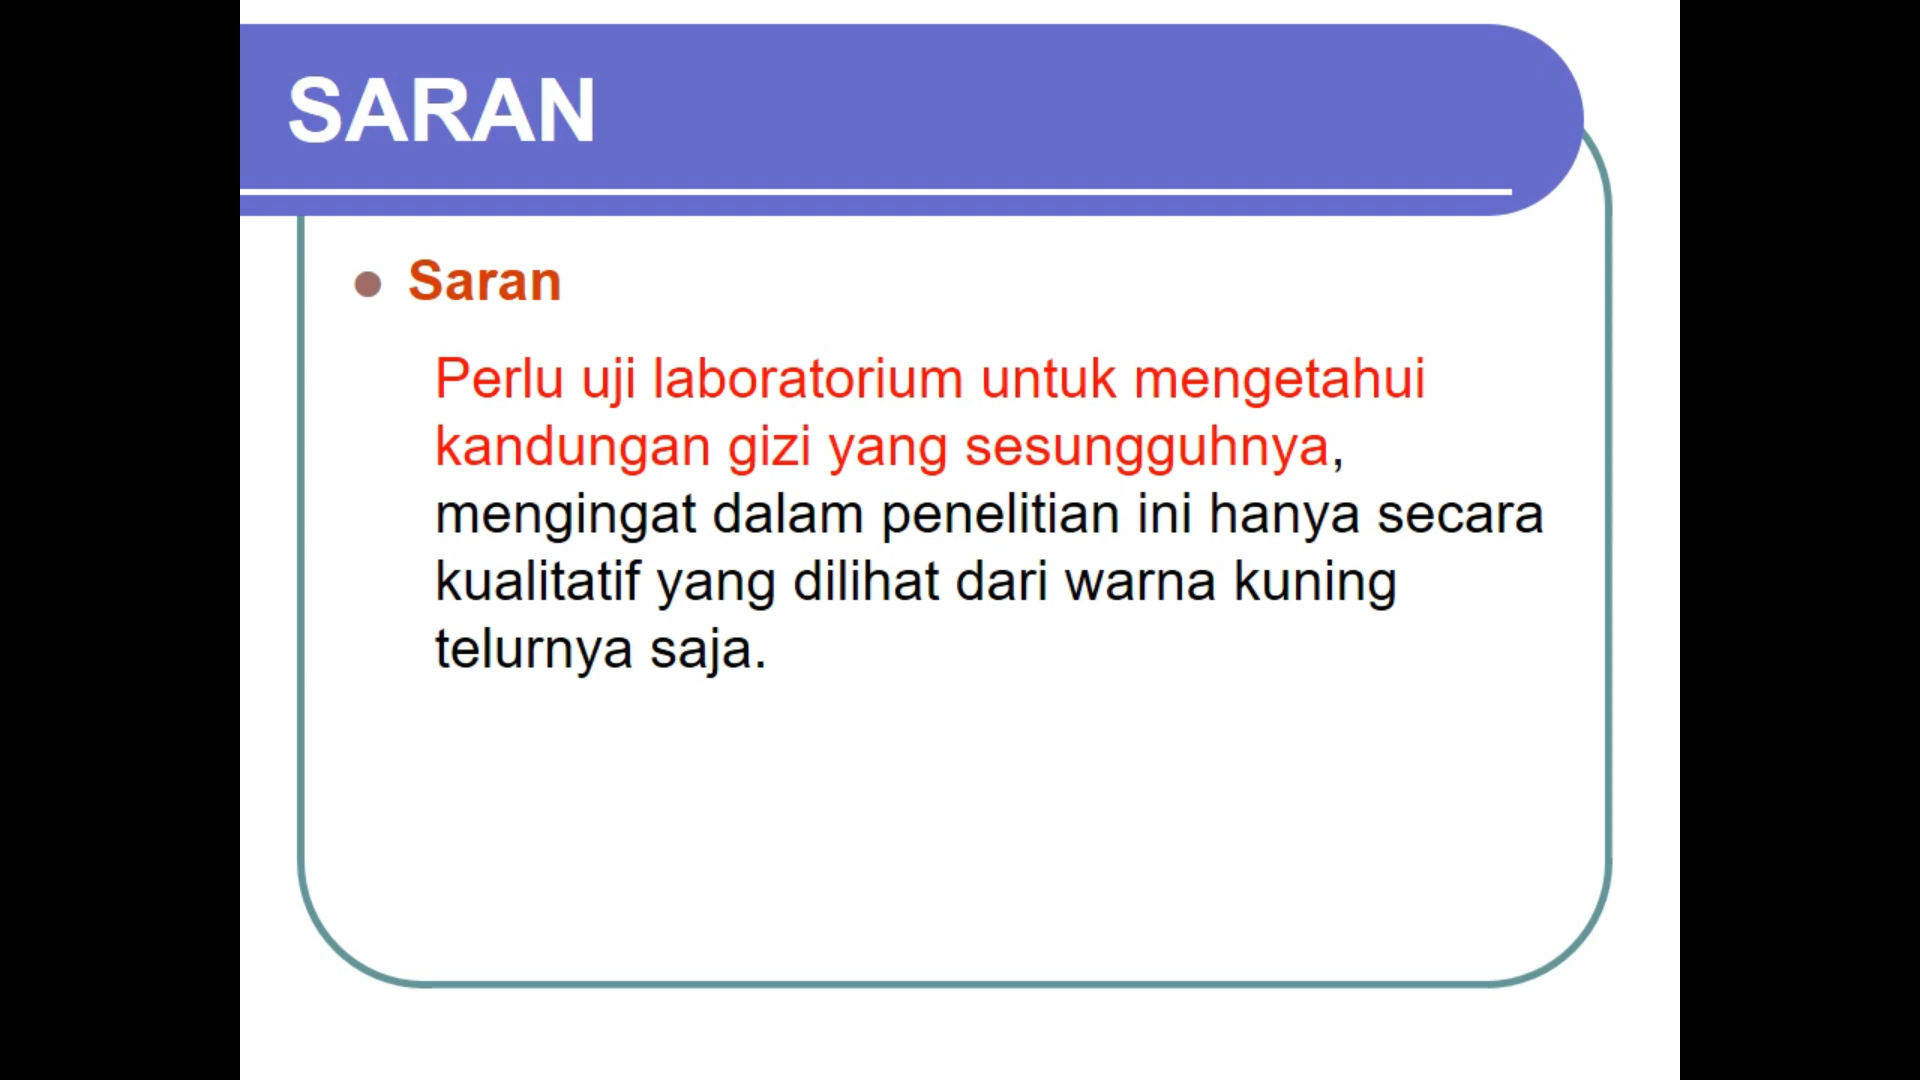 SARAN
Saran
Perlu uji laboratorium untuk mengetahui
kandungan gizi yang sesungguhnya,
mengingat dalam penelitian ini hanya secara
kualitatif yang dilihat dari warna kuning
telurnya saja.